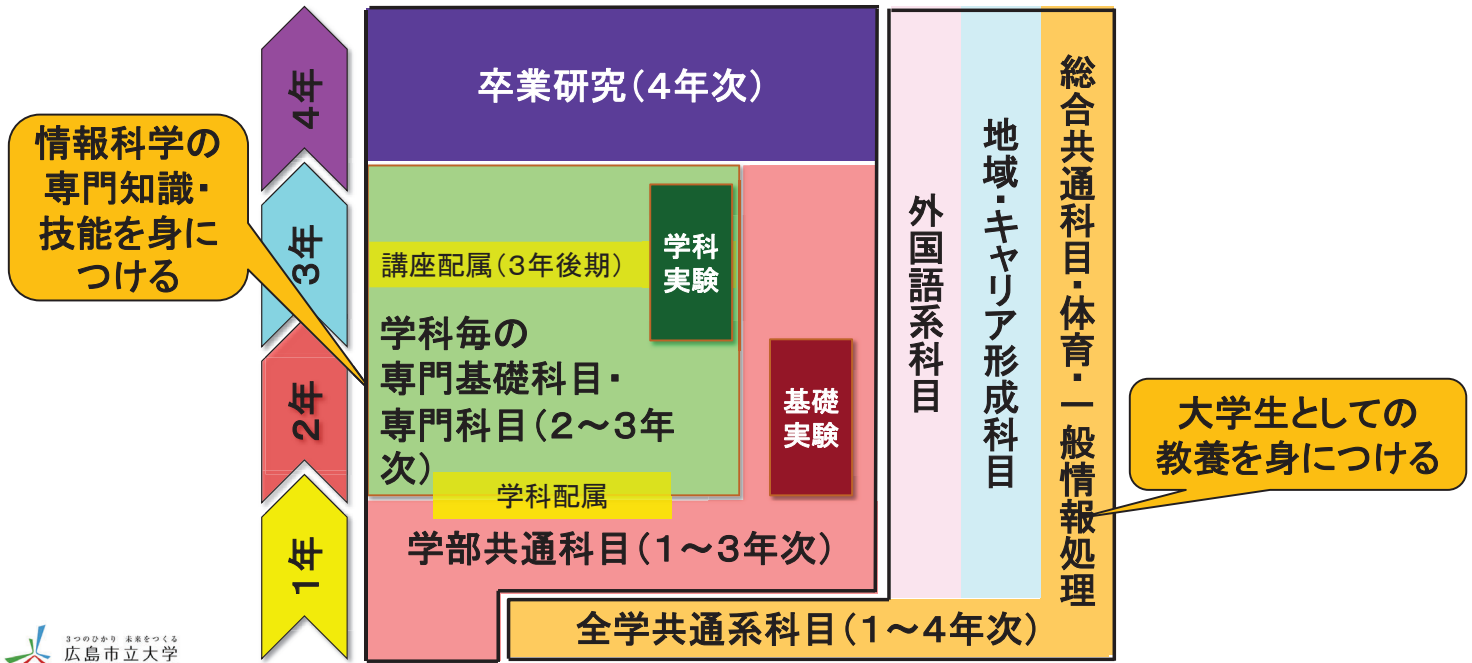 卒業研究(4年次)
4年
3年
2年
1年
情報科学の
専門知識・
技能を身に
つける
学科
実験
講座配属(3年後期)
学科毎の
専門基礎科目・
専門科目(2～3年
次)
基礎
実験
学科配属
学部共通科目(1～3年次)
外国語系科目
地域・キャリア形成科目
総合共通科目・体育・一般情報処理
大学生としての
教養を身につける
全学共通系科目(1～4年次)
3つのひかり 未来をつくる
広島市立大学